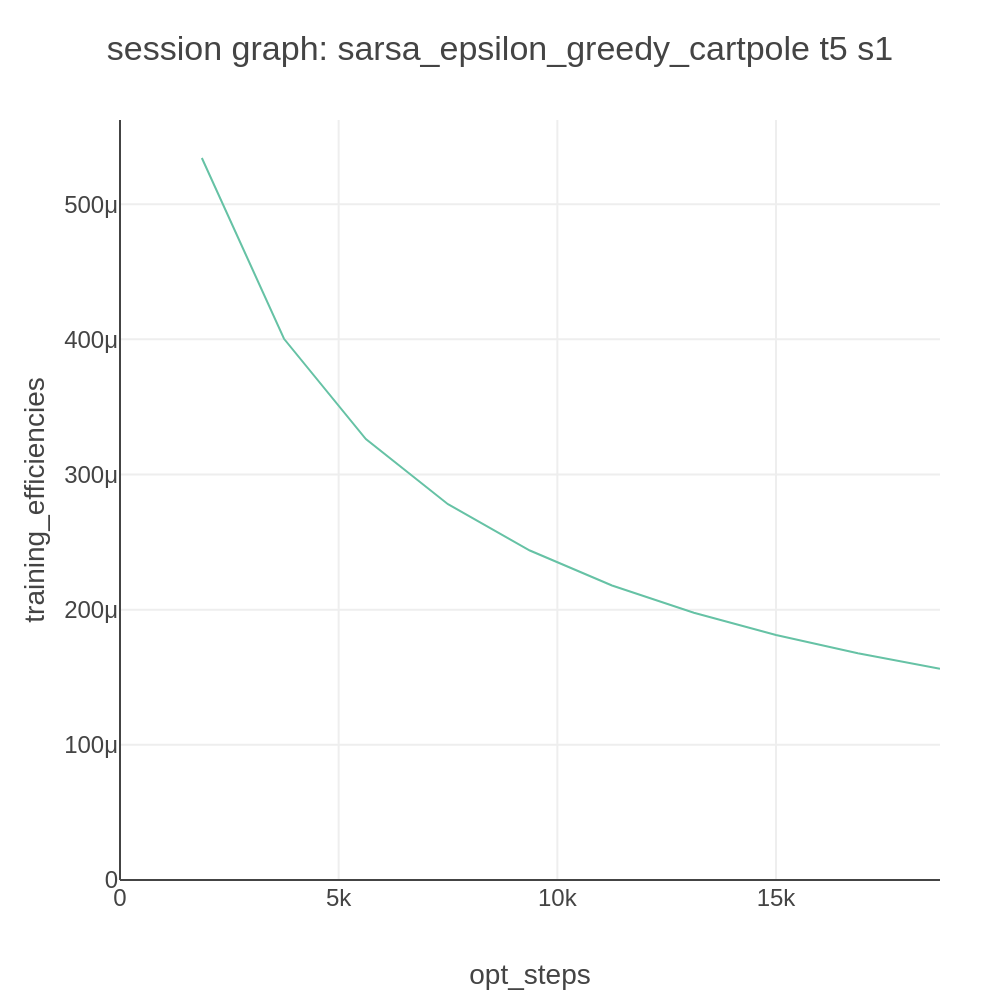 session graph: sarsa_epsilon_greedy_cartpole t5 s1
training_efficiencies
500μ
400μ
300μ
200μ
100μ
0
0 5k 10k 15k
opt_steps